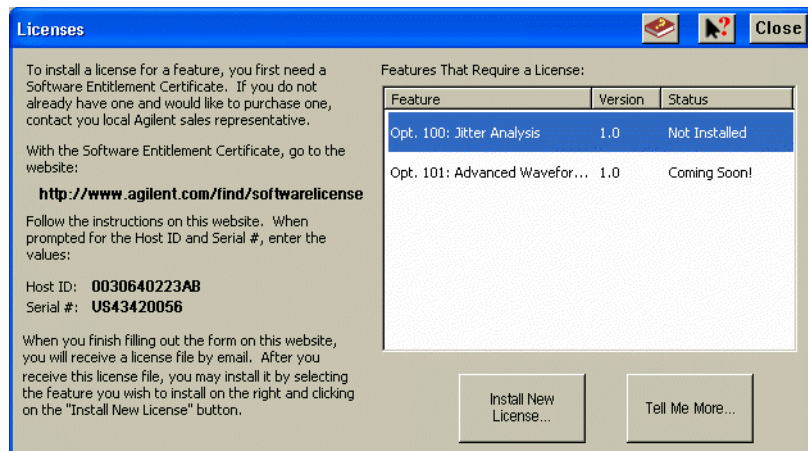 Licenses
?
Close
To install a license for a feature, you first need a
Software Entitlement Certificate. If you do not
already have one and would like to purchase one,
contact you local Agilent sales representative.
With the Software Entitlement Certificate, go to the
website:
http://www.agilent.com/find/softwarelicense
Follow the instructions on this website. When
prompted for the Host ID and Serial #, enter the
values:
Host ID: 0030640223AB
Serial #: US43420056
When you finish filling out the form on this website,
you will receive a license file by email. After you
receive this license file, you may install it by selecting
the feature you wish to install on the right and clicking
on the "Install New License" button.
Features That Require a License:
Feature Version Status
Opt. 100: Jitter Analysis 1.0 Not Installed
Opt. 101: Advanced Wavefor... 1.0 Coming Soon!
Install New
License...
Tell Me More...